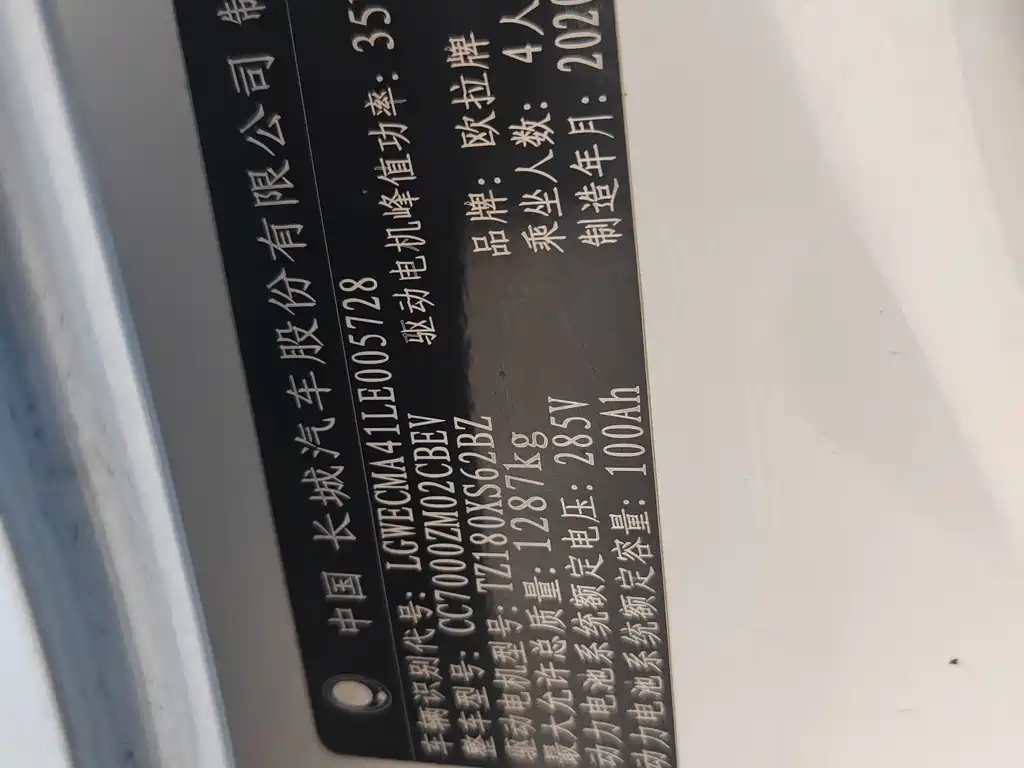 中国 长城汽车股份有限公司 制
车辆识别代号: LGWECMA41LE005728
整车型号: CC7000ZM02CBEV
驱动电机型号: TZ180XS62BZ 驱动电机峰值功率: 35
最大允许总质量: 1287kg 品牌: 欧拉牌
动力电池系统额定电压: 285V 乘坐人数: 4人
动力电池系统额定容量: 100Ah 制造年月: 202